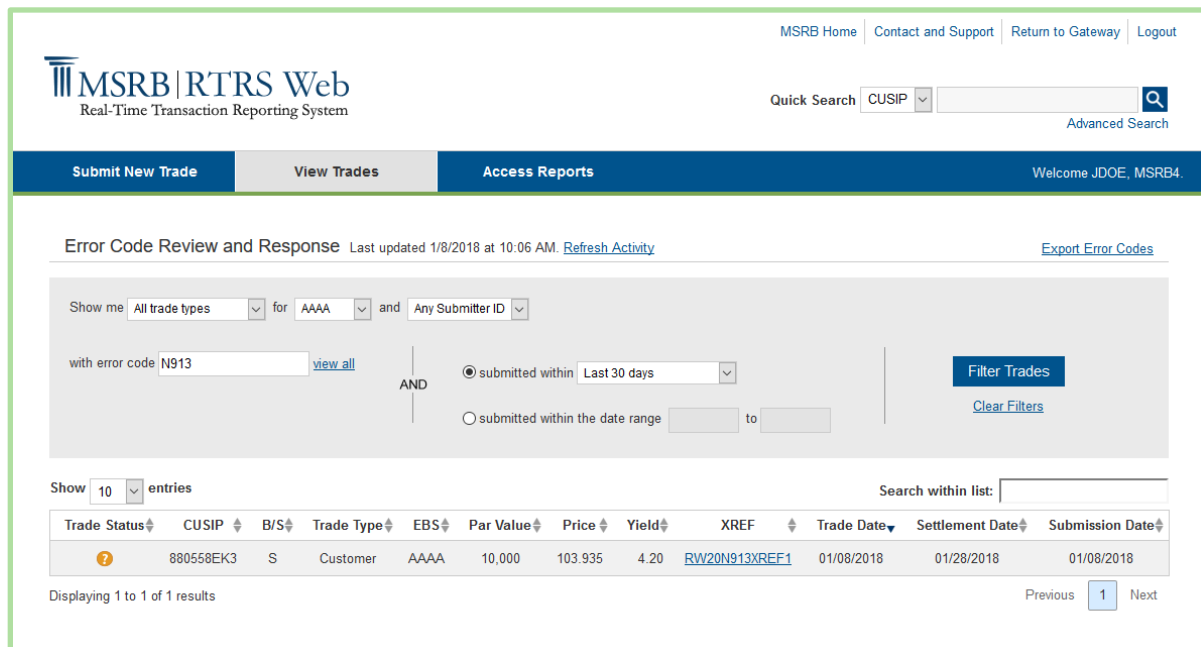 MSRB Home Contact and Support Return to Gateway Logout
MSRB|RTRS Web
Real-Time Transaction Reporting System
Quick Search CUSIP
Advanced Search
Submit New Trade View Trades Access Reports Welcome JDOE, MSRB4.
Error Code Review and Response Last updated 1/8/2018 at 10:06 AM. Refresh Activity Export Error Codes
Show me All trade types for AAAA and Any Submitter ID
with error code N913 view all AND submitted within Last 30 days Filter Trades
submitted within the date range to Clear Filters
Show 10 entries Search within list:
Trade Status CUSIP B/S Trade Type EBS Par Value Price Yield XREF Trade Date Settlement Date Submission Date
? 880558EK3 S Customer AAAA 10,000 103.935 4.20 RW20N913XREF1 01/08/2018 01/28/2018 01/08/2018
Displaying 1 to 1 of 1 results Previous 1 Next